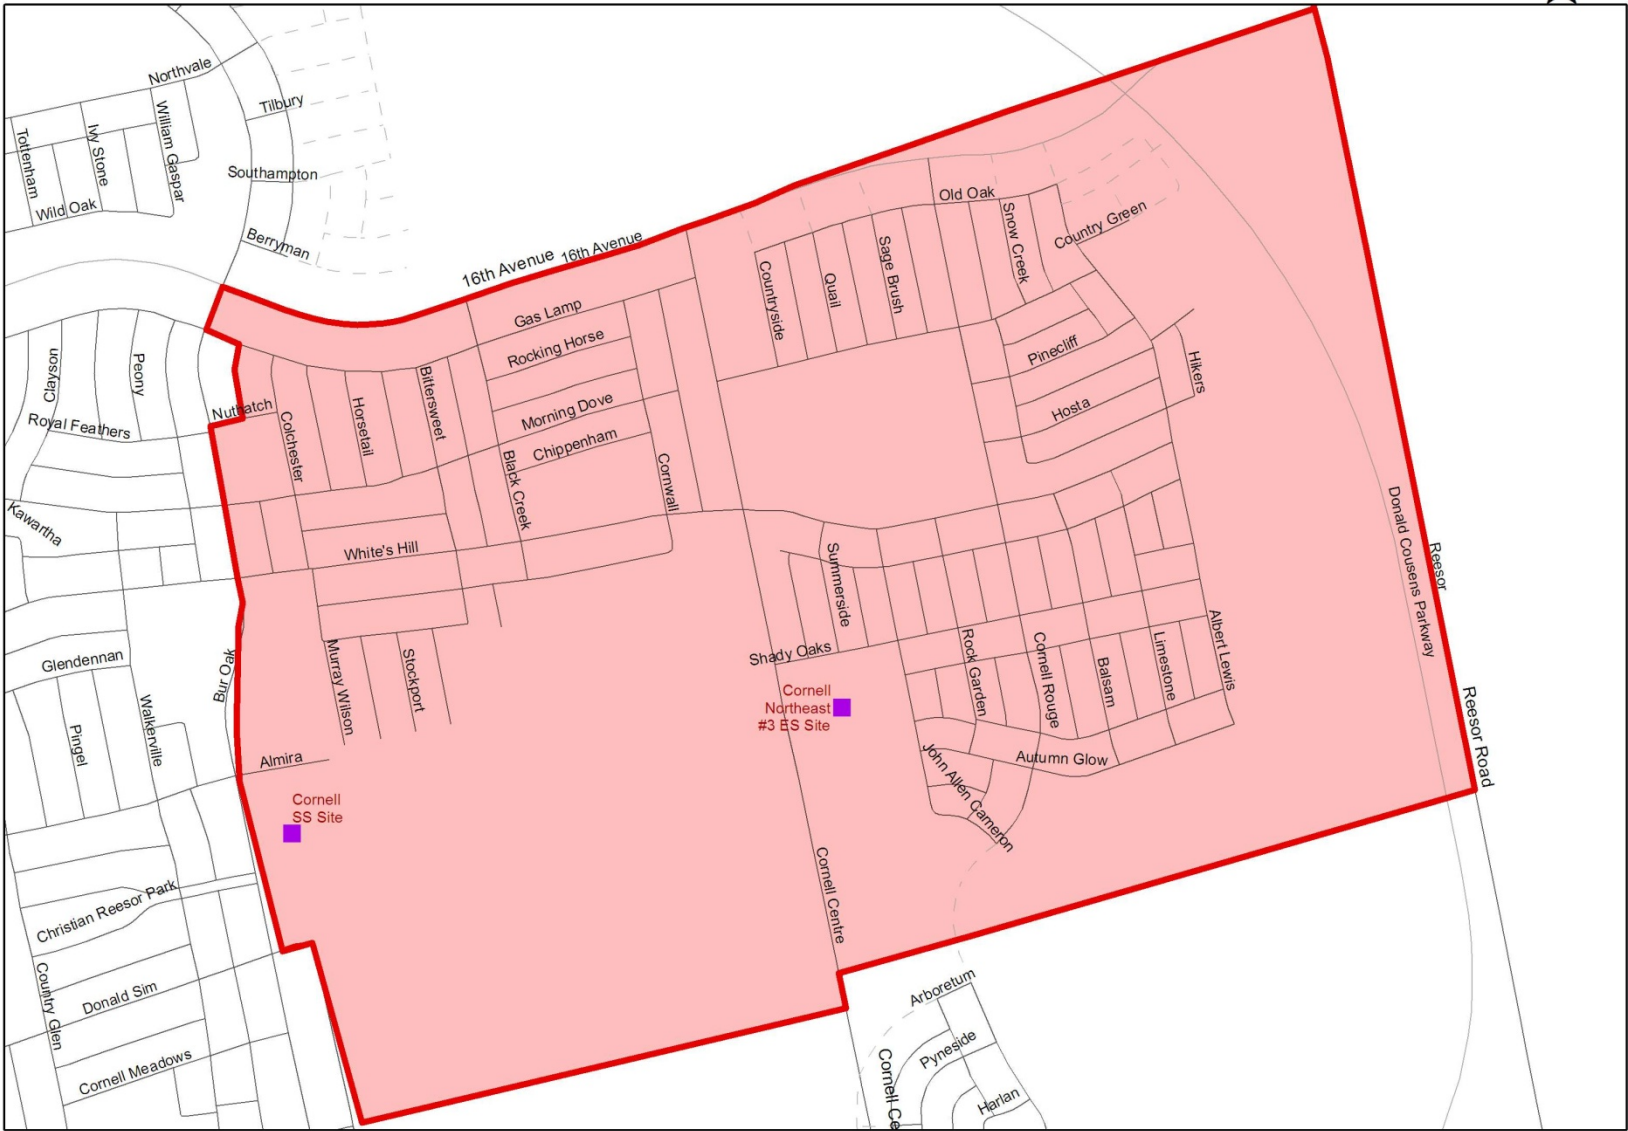 Northvale
Tilbury
Tottenham
Ivy Stone
William Gaspar
Southampton
Wild Oak
Berryman
16th Avenue
16th Avenue
Old Oak
Snow Creek
Country Green
Countryside
Quail
Sage Brush
Gas Lamp
Rocking Horse
Pinecliff
Hikers
Clayson
Peony
Nuthatch
Royal Feathers
Colchester
Horsetail
Bittersweet
Morning Dove
Chippenham
Hosta
Black Creek
Cornwall
Kawartha
White's Hill
Summerside
Donald Cousens Parkway
Reesor
Glendennan
Bur Oak
Murray Wilson
Stockport
Shady Oaks
Rock Garden
Cornell Rouge
Balsam
Limestone
Albert Lewis
Pingel
Walkerville
Cornell
Northeast
#3 ES Site
Reesor Road
Almira
John Allen Cameron
Autumn Glow
Cornell
SS Site
Cornell Centre
Christian Reesor Park
Country Glen
Donald Sim
Arboretum
Cornell Meadows
Pyneside
Cornell Ce
Harlan